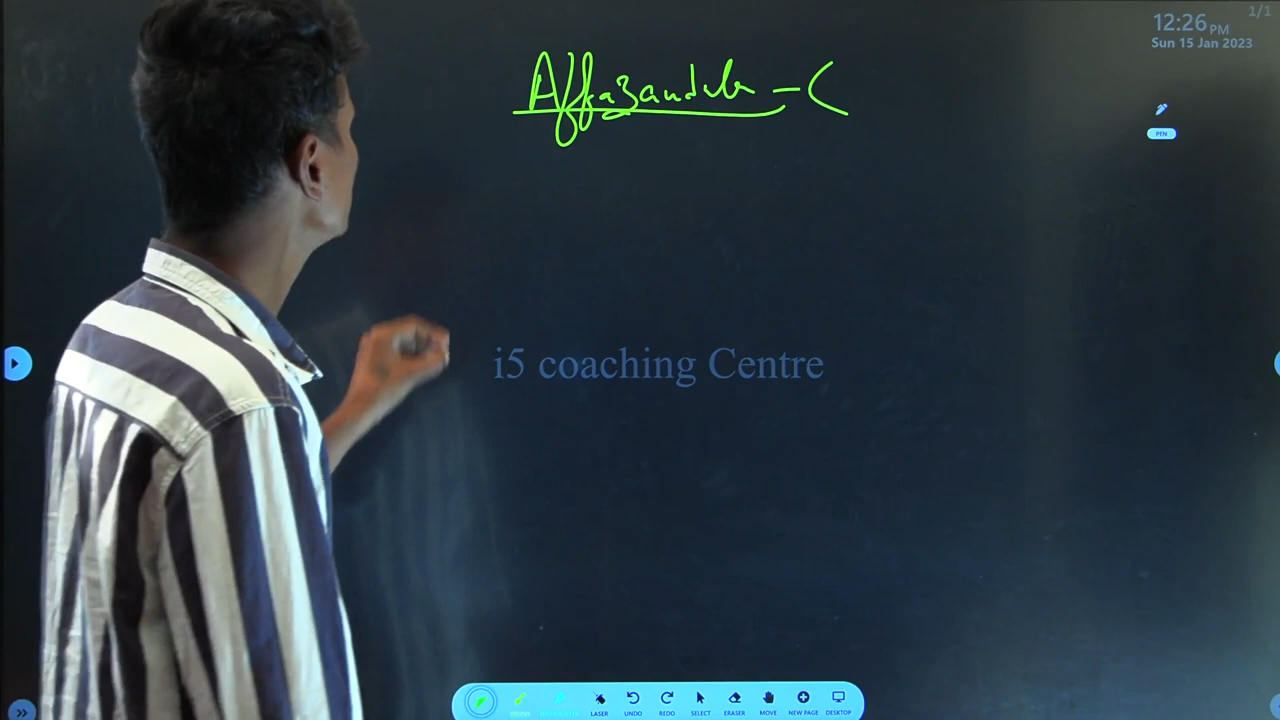 1/1
12:26 PM
Sun 15 Jan 2023
PEN
i5 coaching Centre
LASER UNDO REDO SELECT ERASER MOVE NEW PAGE DESKTOP